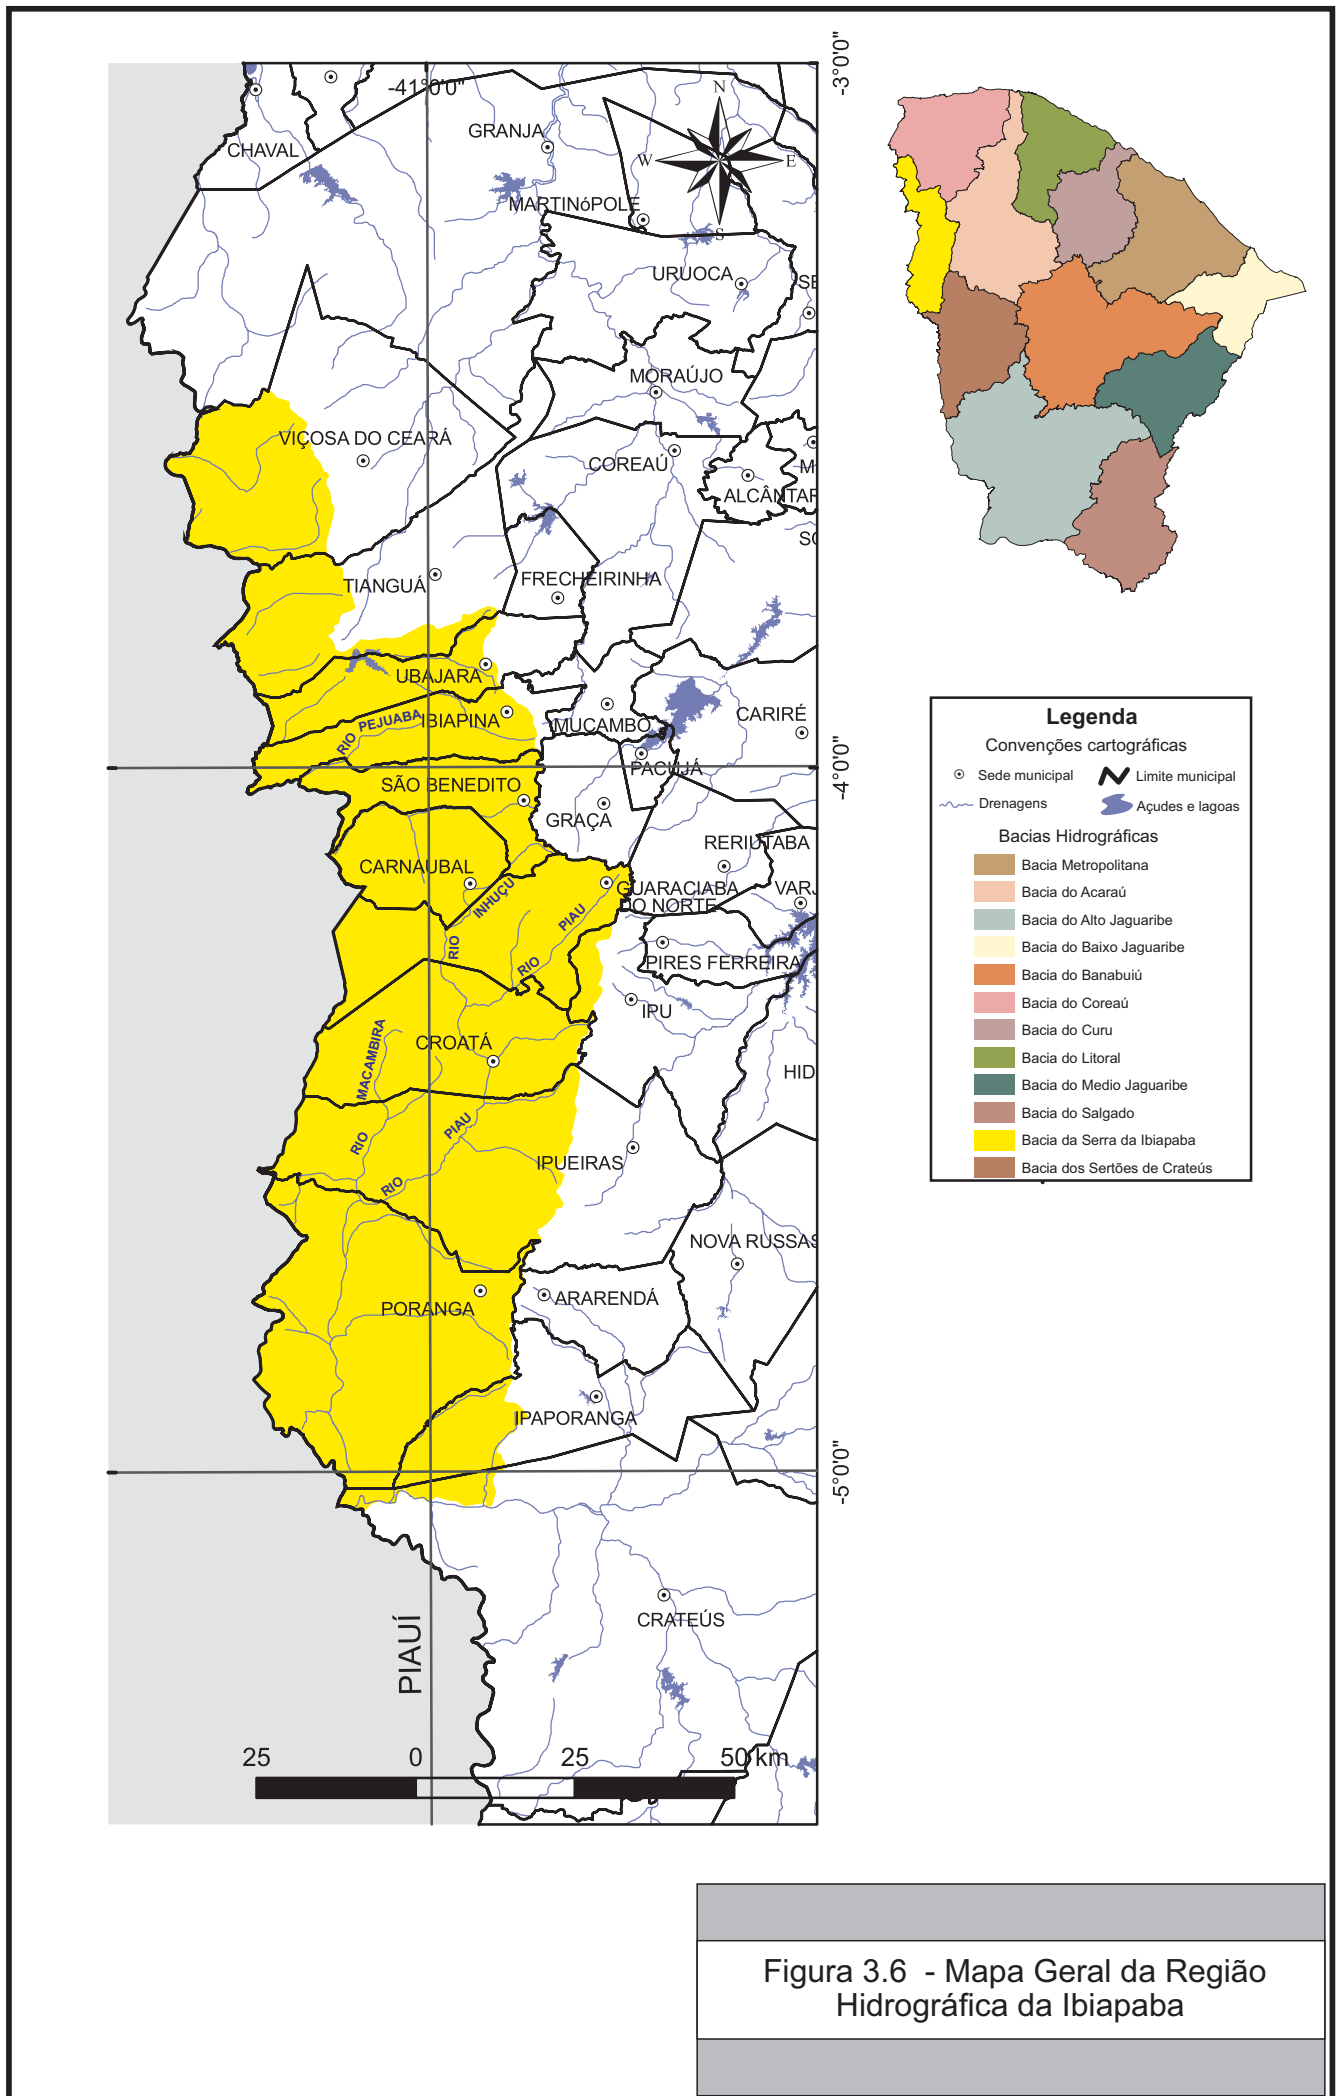 -41°0'0"
-3°0'0"
CHAVAL
GRANJA
N
W
E
S
MARTINóPOLE
URUOCA
SE
MORAÚJO
VIÇOSA DO CEARÁ
COREAÚ
M
ALCÂNTAR
SO
TIANGUÁ
FRECHEIRINHA
UBAJARA
RIO
PEJUABA
IBIAPINA
MUCAMBO
CARIRÉ
-4°0'0"
PACUJÁ
SÃO BENEDITO
GRAÇA
RERIUTABA
CARNAUBAL
GUARACIABA
DO NORTE
VARJ
INHUÇU
RIO
PIAU
RIO
PIRES FERREIRA
IPU
CROATÁ
MACAMBIRA
RIO
HID
PIAU
RIO
IPUEIRAS
NOVA RUSSAS
PORANGA
ARARENDÁ
IPAPORANGA
-5°0'0"
CRATEÚS
PIAUÍ
25 0 25 50 km
Legenda
Convenções cartográficas
Sede municipal
Limite municipal
Drenagens
Açudes e lagoas
Bacias Hidrográficas
Bacia Metropolitana
Bacia do Acaraú
Bacia do Alto Jaguaribe
Bacia do Baixo Jaguaribe
Bacia do Banabuiú
Bacia do Coreaú
Bacia do Curu
Bacia do Litoral
Bacia do Medio Jaguaribe
Bacia do Salgado
Bacia da Serra da Ibiapaba
Bacia dos Sertões de Crateús
Figura 3.6 - Mapa Geral da Região
Hidrográfica da Ibiapaba